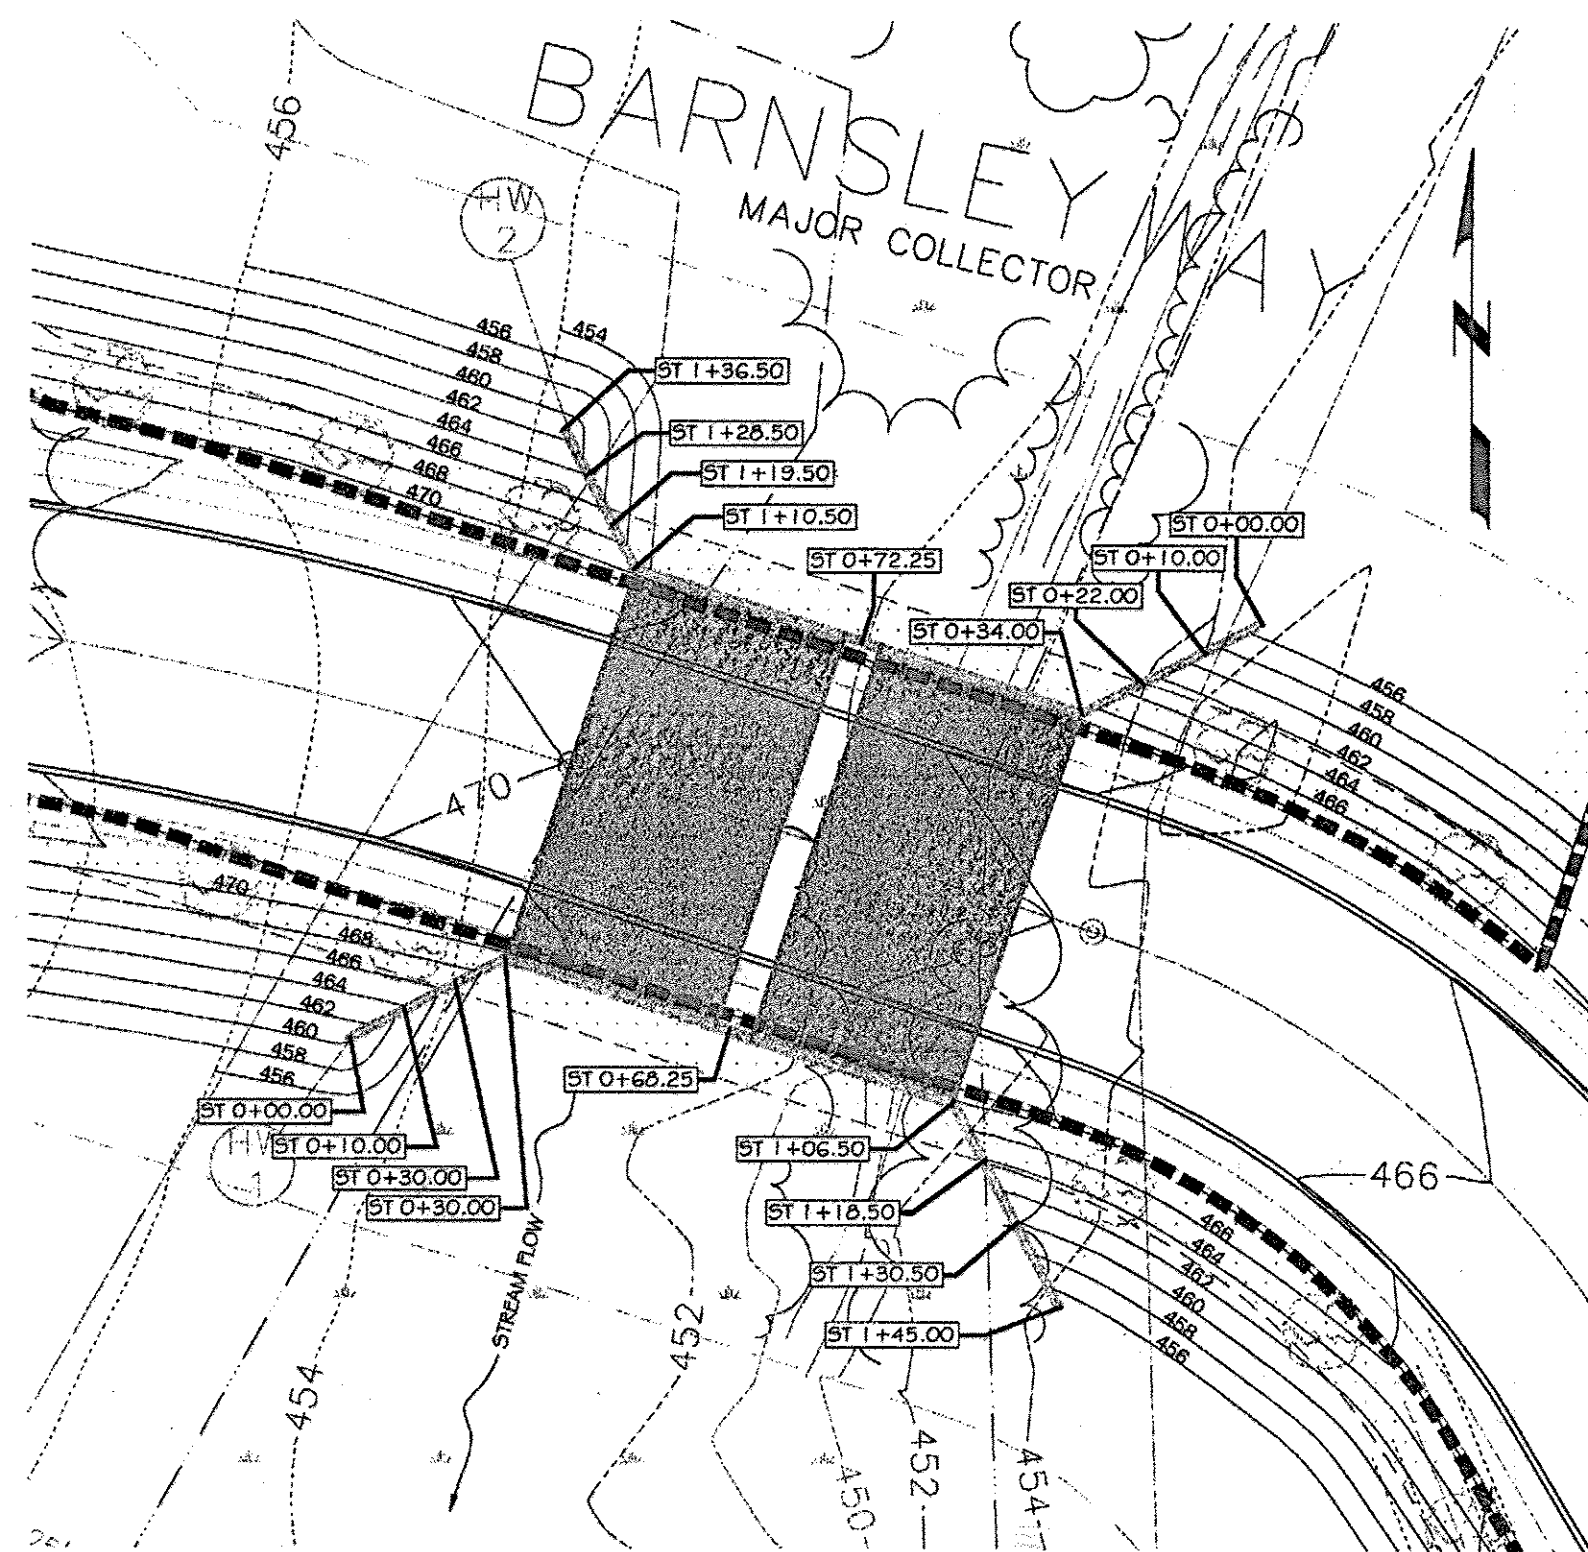 BARNSLEY WAY
MAJOR COLLECTOR
456
HW
2
N
456
454
458
460
462
464
466
468
470
ST 1+36.50
ST 1+28.50
ST 1+19.50
ST 1+10.50
ST 0+72.25
ST 0+00.00
ST 0+10.00
ST 0+22.00
ST 0+34.00
456
458
460
462
464
466
470
470
468
466
464
462
460
458
456
ST 0+68.25
ST 0+00.00
HW
1
ST 0+10.00
ST 0+30.00
ST 0+30.00
STREAM FLOW
ST 1+06.50
ST 1+18.50
ST 1+30.50
ST 1+45.00
466
466
464
462
460
458
456
454
452
450
452
454